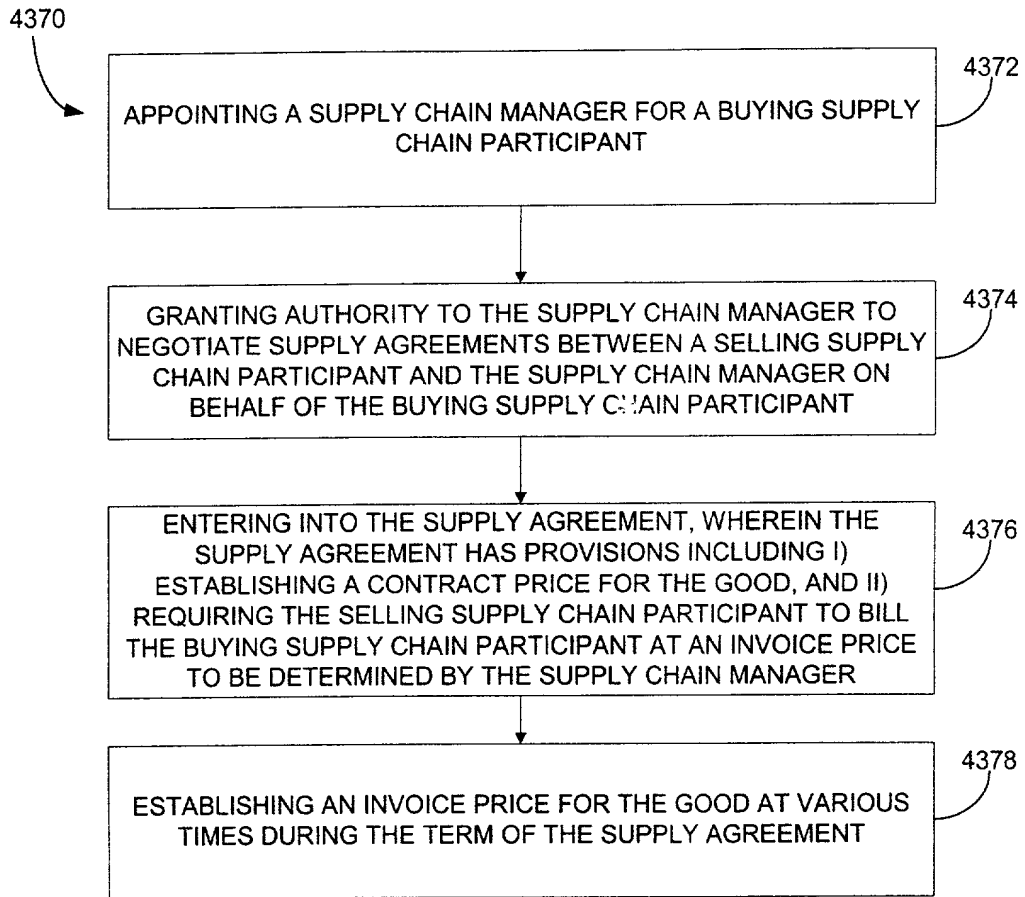 4370
4372
APPOINTING A SUPPLY CHAIN MANAGER FOR A BUYING SUPPLY
CHAIN PARTICIPANT
4374
GRANTING AUTHORITY TO THE SUPPLY CHAIN MANAGER TO
NEGOTIATE SUPPLY AGREEMENTS BETWEEN A SELLING SUPPLY
CHAIN PARTICIPANT AND THE SUPPLY CHAIN MANAGER ON
BEHALF OF THE BUYING SUPPLY CHAIN PARTICIPANT
4376
ENTERING INTO THE SUPPLY AGREEMENT, WHEREIN THE
SUPPLY AGREEMENT HAS PROVISIONS INCLUDING I)
ESTABLISHING A CONTRACT PRICE FOR THE GOOD, AND II)
REQUIRING THE SELLING SUPPLY CHAIN PARTICIPANT TO BILL
THE BUYING SUPPLY CHAIN PARTICIPANT AT AN INVOICE PRICE
TO BE DETERMINED BY THE SUPPLY CHAIN MANAGER
4378
ESTABLISHING AN INVOICE PRICE FOR THE GOOD AT VARIOUS
TIMES DURING THE TERM OF THE SUPPLY AGREEMENT